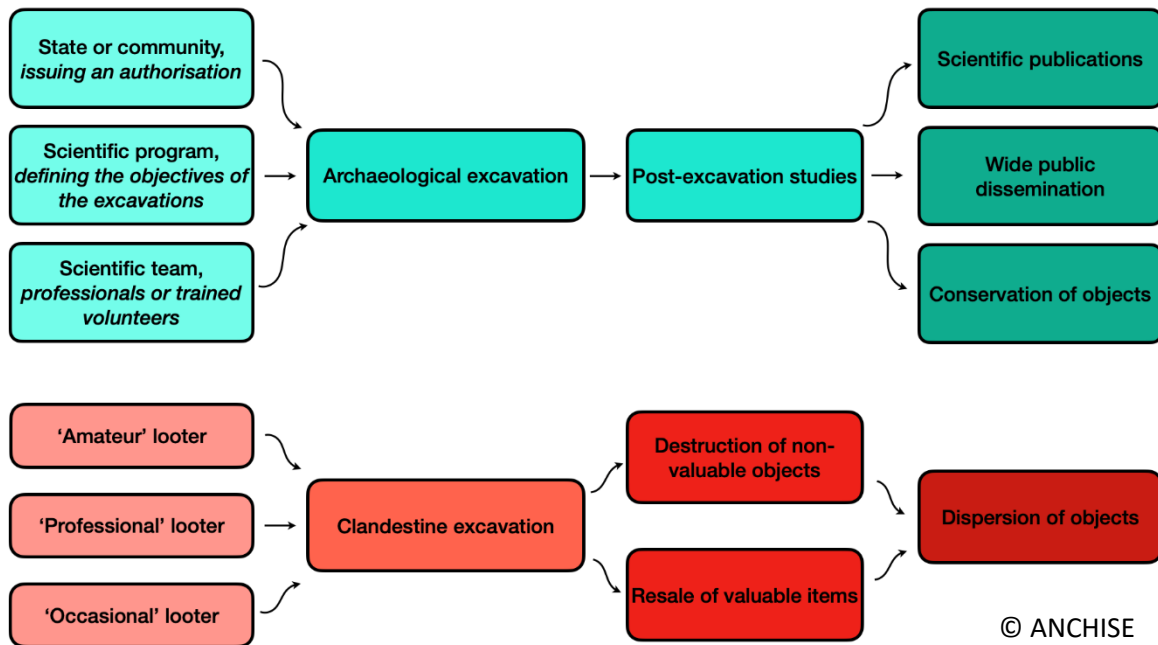 State or community,
issuing an authorisation
Scientific program,
defining the objectives of
the excavations
Scientific team,
professionals or trained
volunteers
Archaeological excavation
Post-excavation studies
Scientific publications
Wide public
dissemination
Conservation of objects
‘Amateur’ looter
‘Professional’ looter
‘Occasional’ looter
Clandestine excavation
Destruction of non-
valuable objects
Resale of valuable items
Dispersion of objects
© ANCHISE